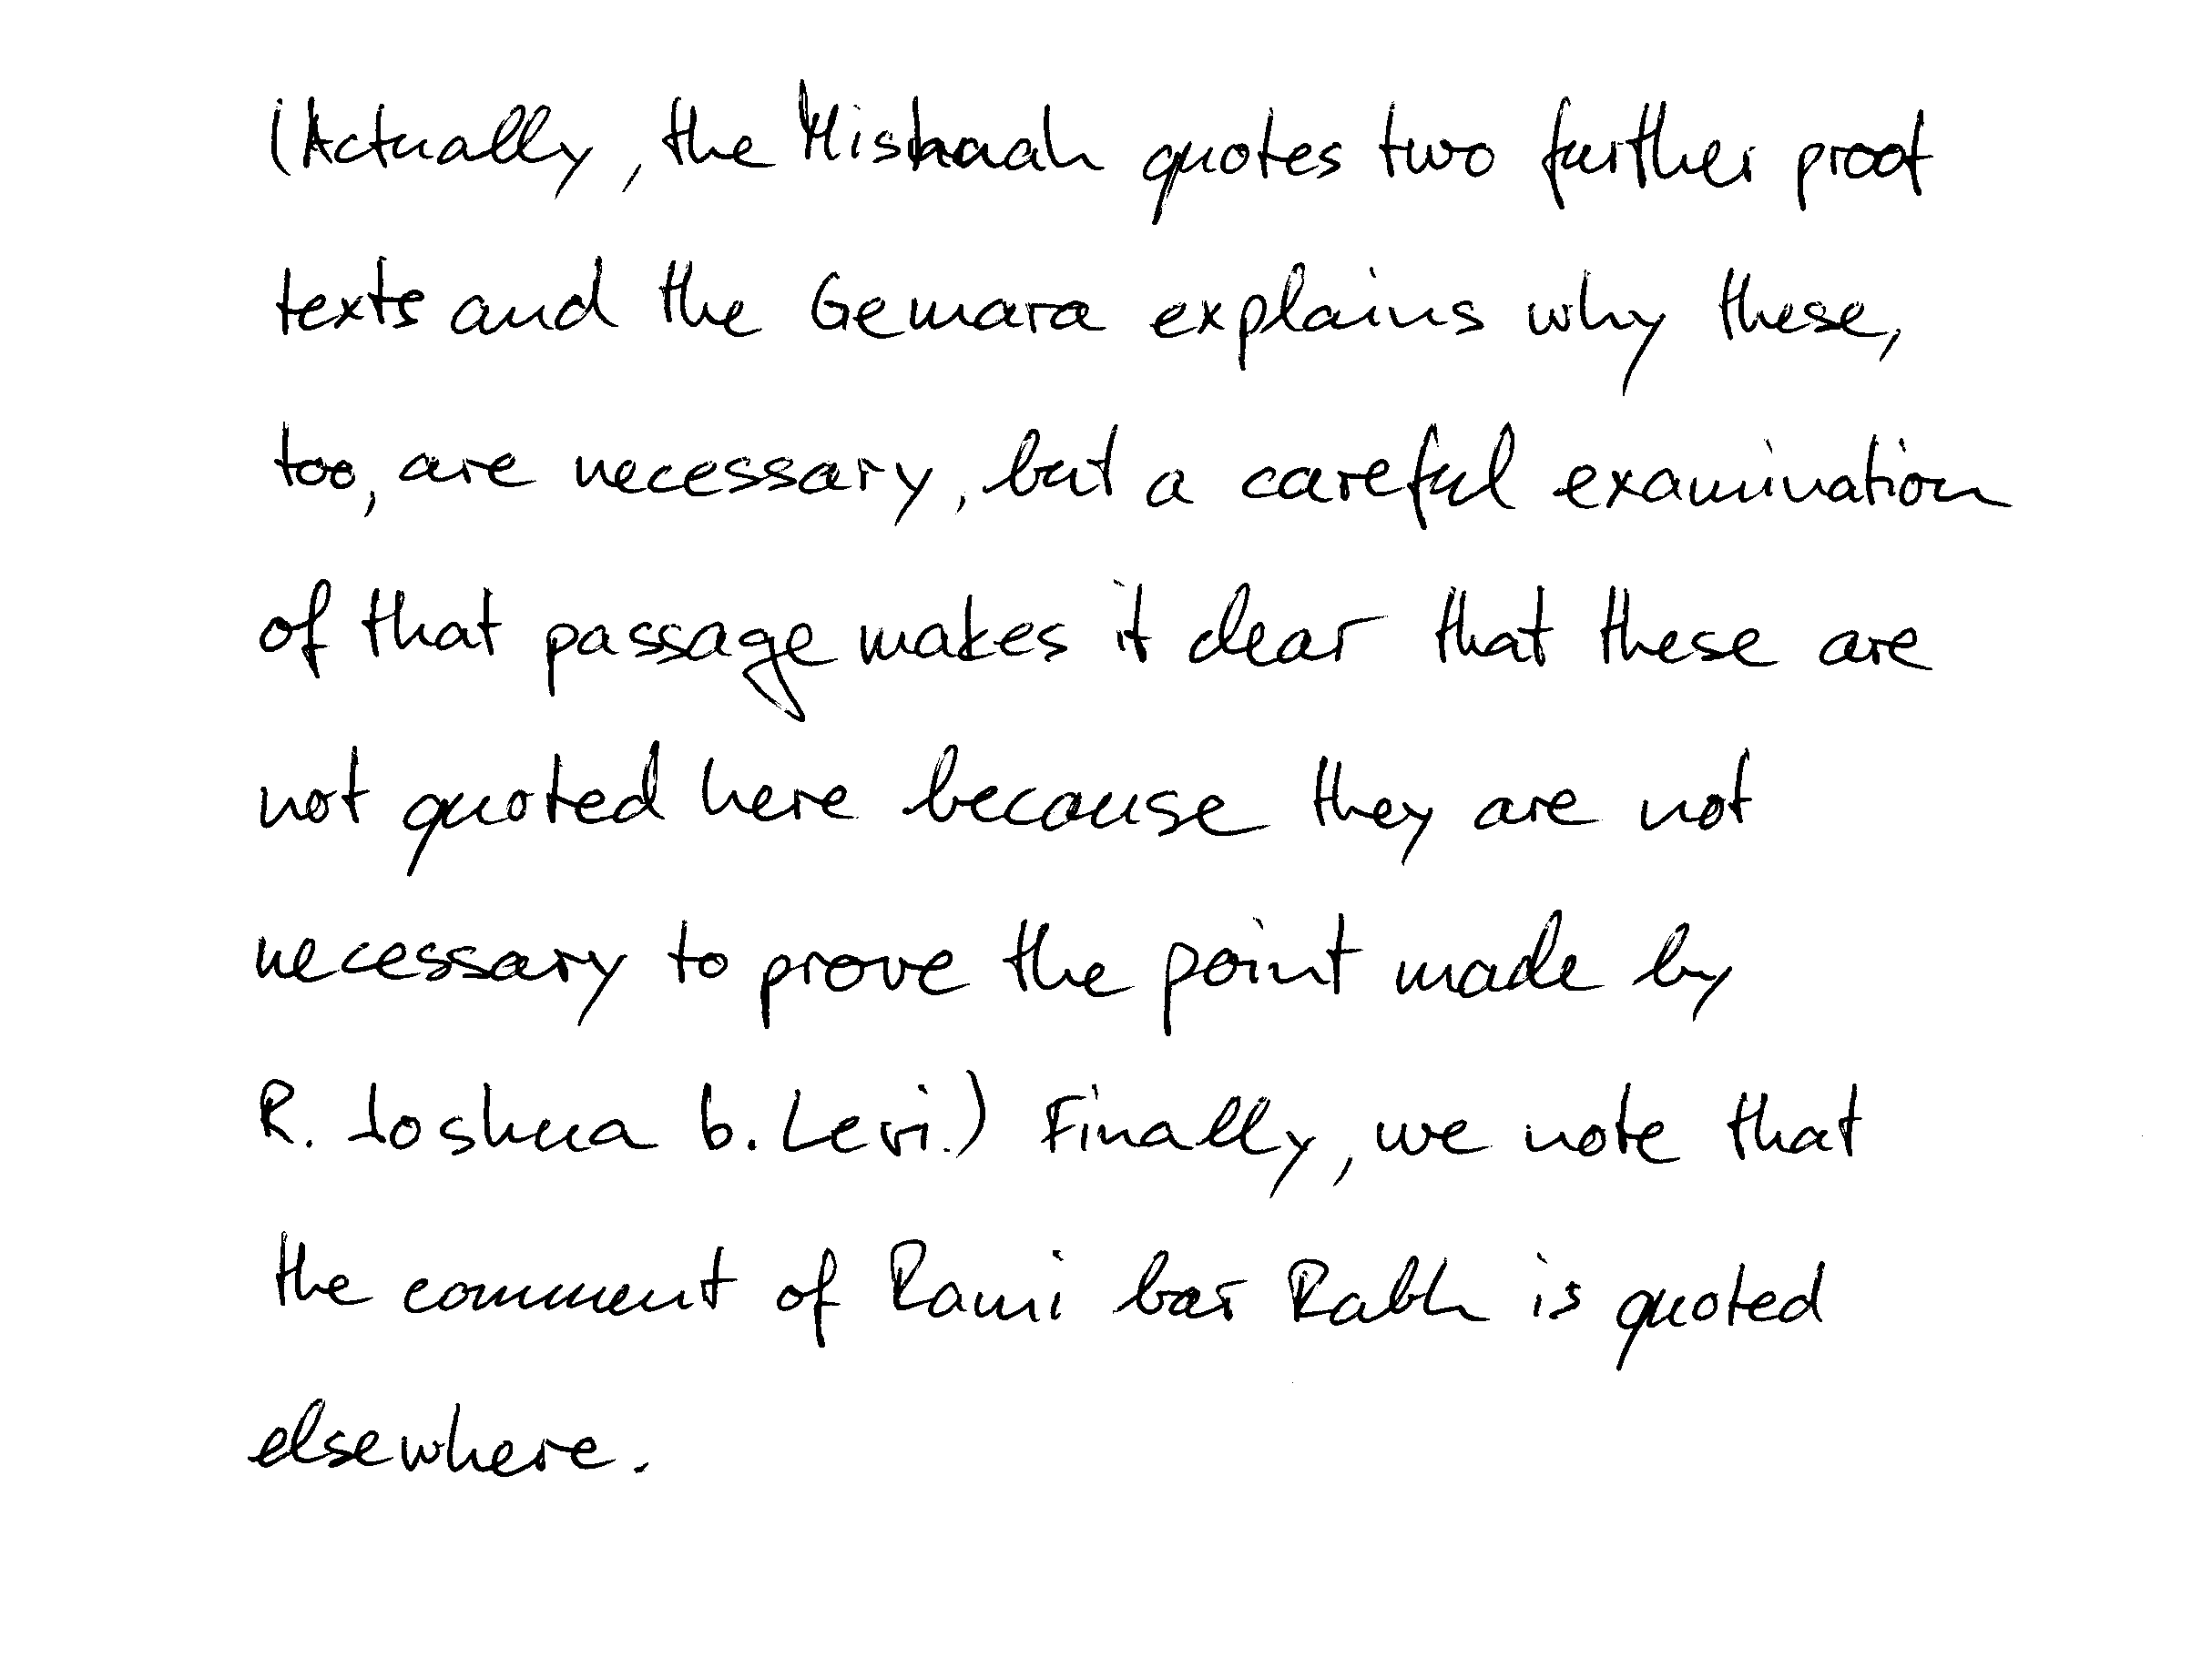 (Actually, the Mishnah quotes two further proof
texts and the Gemara explains why these,
too, are necessary, but a careful examination
of that passage makes it clear that these are
not quoted here because they are not
necessary to prove the point made by
R. Joshua b. Levi.) Finally, we note that
the comment of Rami bar Rabh is quoted
elsewhere.